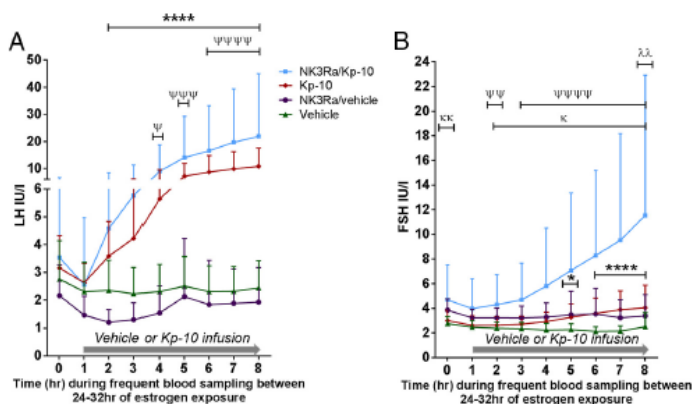 A
****
ΨΨΨΨ
ΨΨΨ
Ψ
NK3Ra/Kp-10
Kp-10
NK3Ra/vehicle
Vehicle
LH IU/l
50
40
30
20
10
6
5
4
3
2
1
0
Vehicle or Kp-10 infusion
0 1 2 3 4 5 6 7 8
Time (hr) during frequent blood sampling between
24-32hr of estrogen exposure
B
λλ
ΨΨ
ΨΨΨΨ
κκ
κ
*
****
FSH IU/l
24
22
20
18
16
14
12
10
8
6
4
2
0
Vehicle or Kp-10 infusion
0 1 2 3 4 5 6 7 8
Time (hr) during frequent blood sampling between
24-32hr of estrogen exposure